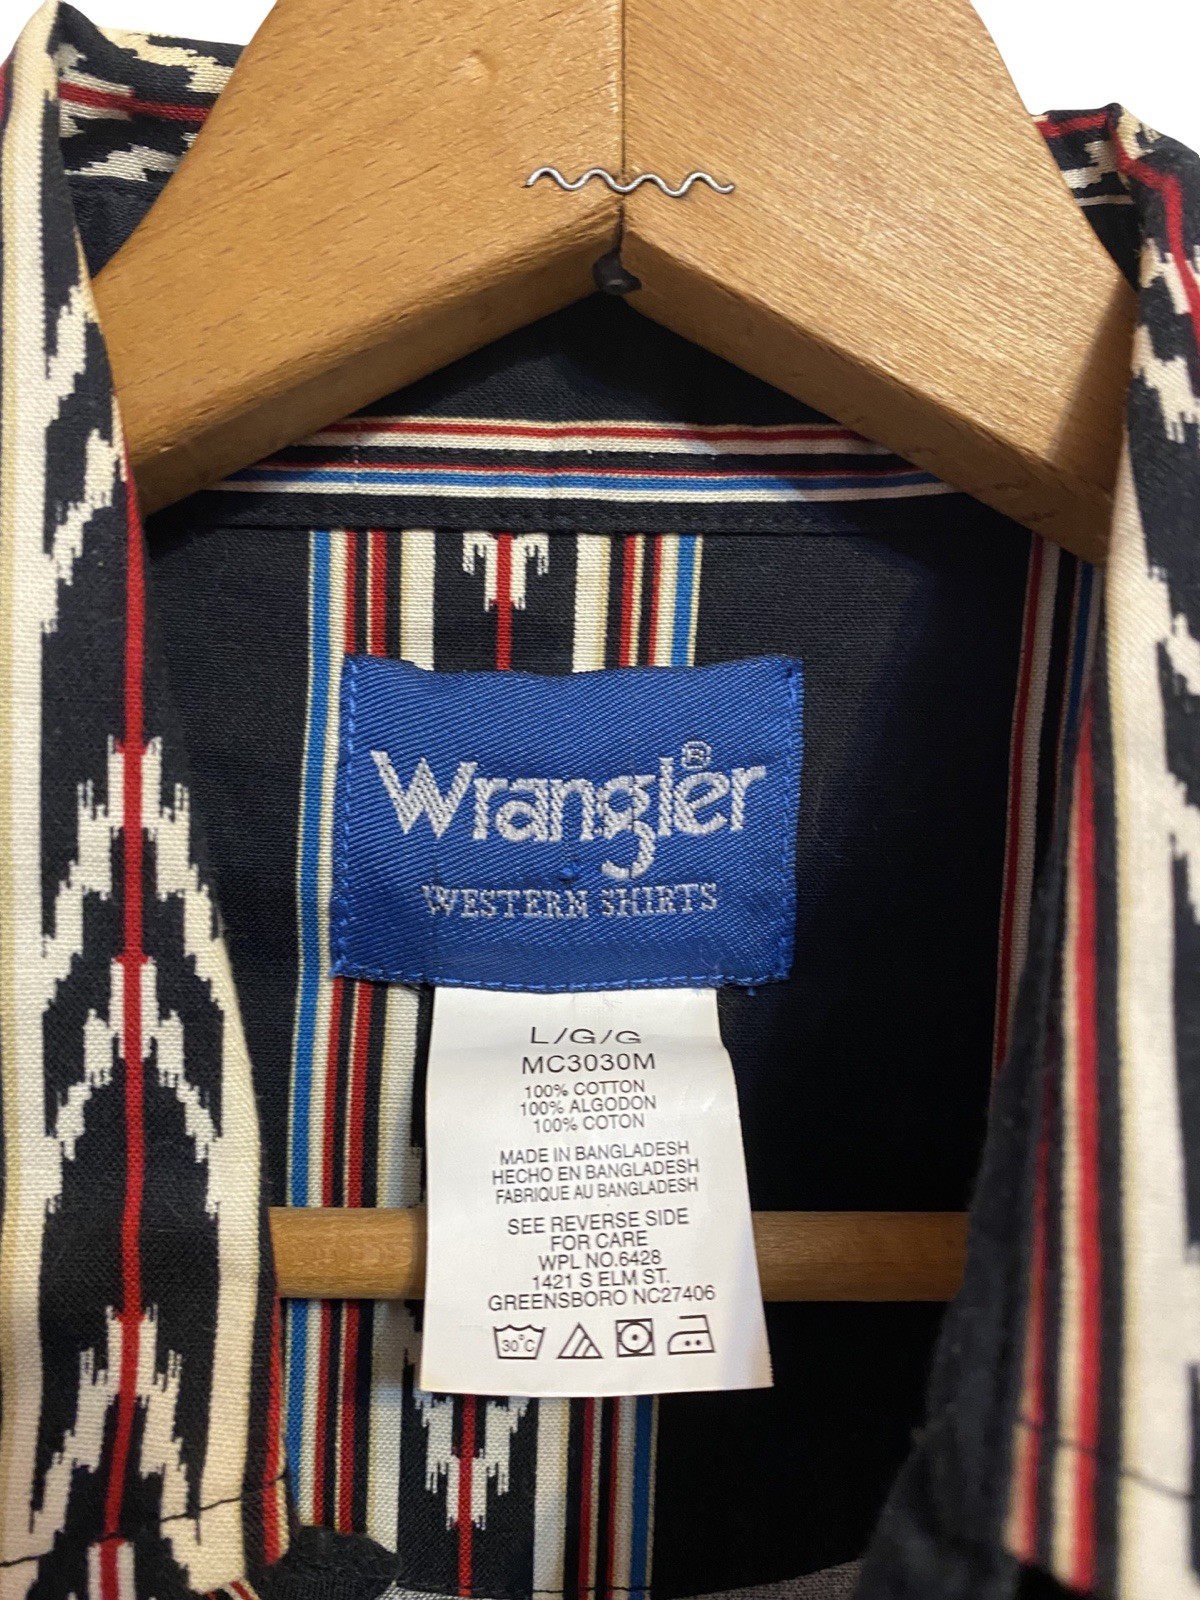 Wrangler®
WESTERN SHIRTS
L/G/G
MC3030M
100% COTTON
100% ALGODON
100% COTON
MADE IN BANGLADESH
HECHO EN BANGLADESH
FABRIQUE AU BANGLADESH
SEE REVERSE SIDE
FOR CARE
WPL NO.6428
1421 S ELM ST.
GREENSBORO NC27406
30°C